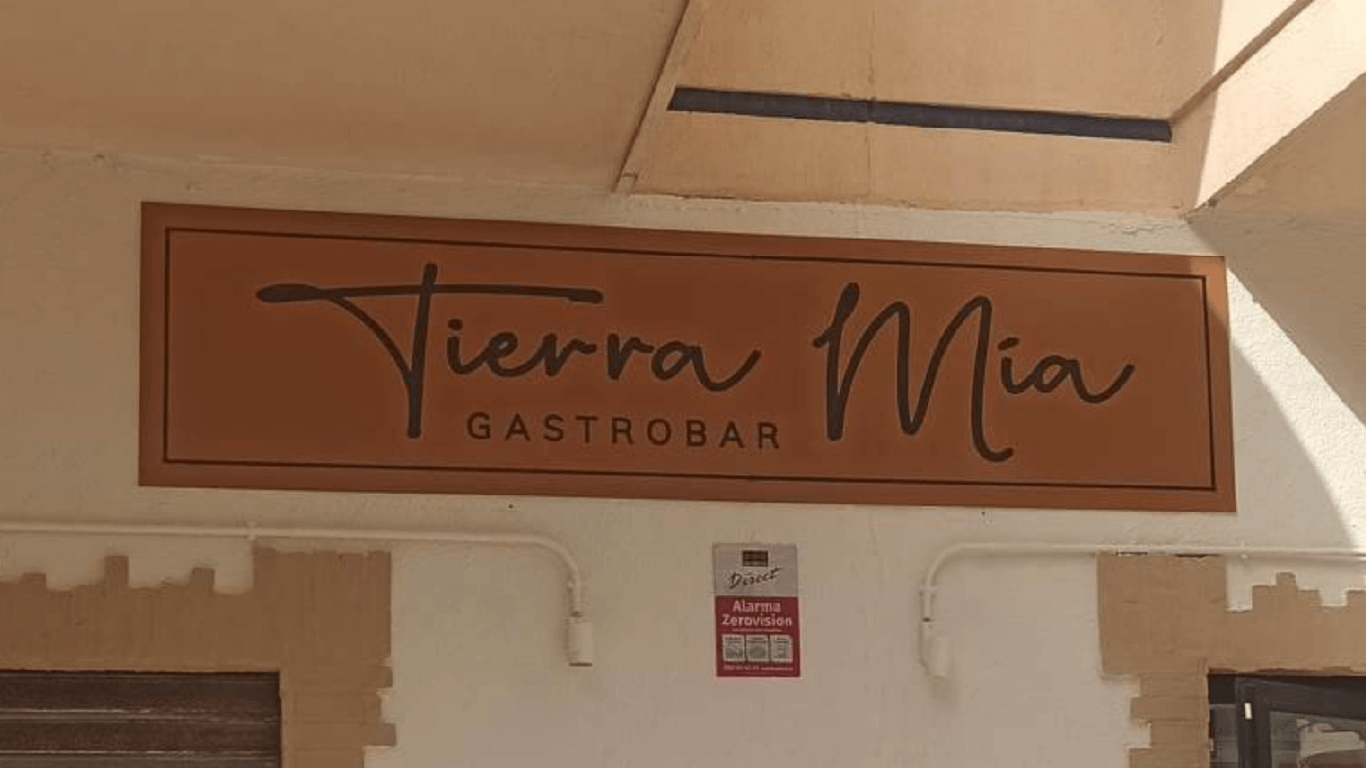 Tierra Mía
GASTROBAR
Direct
Alarma
Zerovision